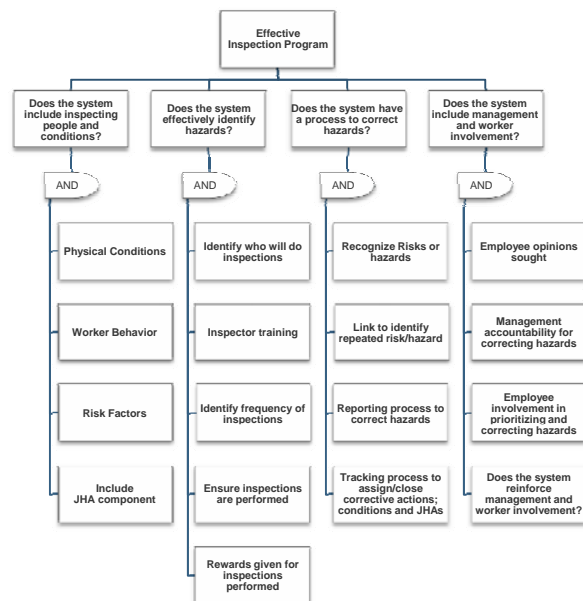 Effective
Inspection Program
Does the system
include inspecting
people and
conditions?
Does the system
effectively identify
hazards?
Does the system have
a process to correct
hazards?
Does the system
include management
and worker
involvement?
AND
AND
AND
AND
Physical Conditions
Identify who will do
inspections
Recognize Risks or
hazards
Employee opinions
sought
Worker Behavior
Inspector training
Link to identify
repeated risk/hazard
Management
accountability for
correcting hazards
Risk Factors
Identify frequency of
inspections
Reporting process to
correct hazards
Employee
involvement in
prioritizing and
correcting hazards
Include
JHA component
Ensure inspections
are performed
Tracking process to
assign/close
corrective actions;
conditions and JHAs
Does the system
reinforce
management and
worker involvement?
Rewards given for
inspections
performed